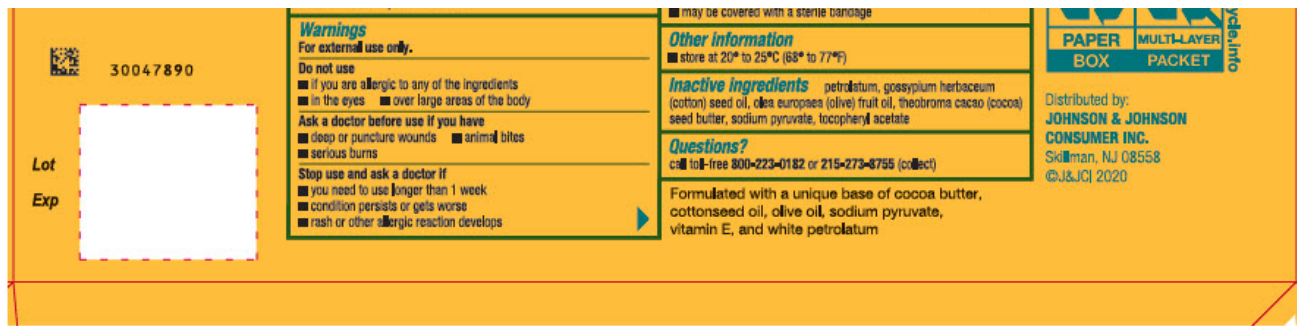 30047890
Lot
Exp
Warnings
For external use only.
Do not use
■ if you are allergic to any of the ingredients
■ in the eyes ■ over large areas of the body
Ask a doctor before use if you have
■ deep or puncture wounds ■ animal bites
■ serious burns
Stop use and ask a doctor if
■ you need to use longer than 1 week
■ condition persists or gets worse
■ rash or other allergic reaction develops
■ may be covered with a sterile bandage
Other information
■ store at 20° to 25°C (68° to 77°F)
Inactive ingredients petrolatum, gossypium herbaceum
(cotton) seed oil, olea europaea (olive) fruit oil, theobroma cacao (cocoa)
seed butter, sodium pyruvate, tocopheryl acetate
Questions?
call toll-free 800-223-0182 or 215-273-8755 (collect)
Formulated with a unique base of cocoa butter,
cottonseed oil, olive oil, sodium pyruvate,
vitamin E, and white petrolatum
PAPER
BOX
MULTI-LAYER
PACKET
ycle.info
Distributed by:
JOHNSON & JOHNSON
CONSUMER INC.
Skillman, NJ 08558
©J&JCI 2020